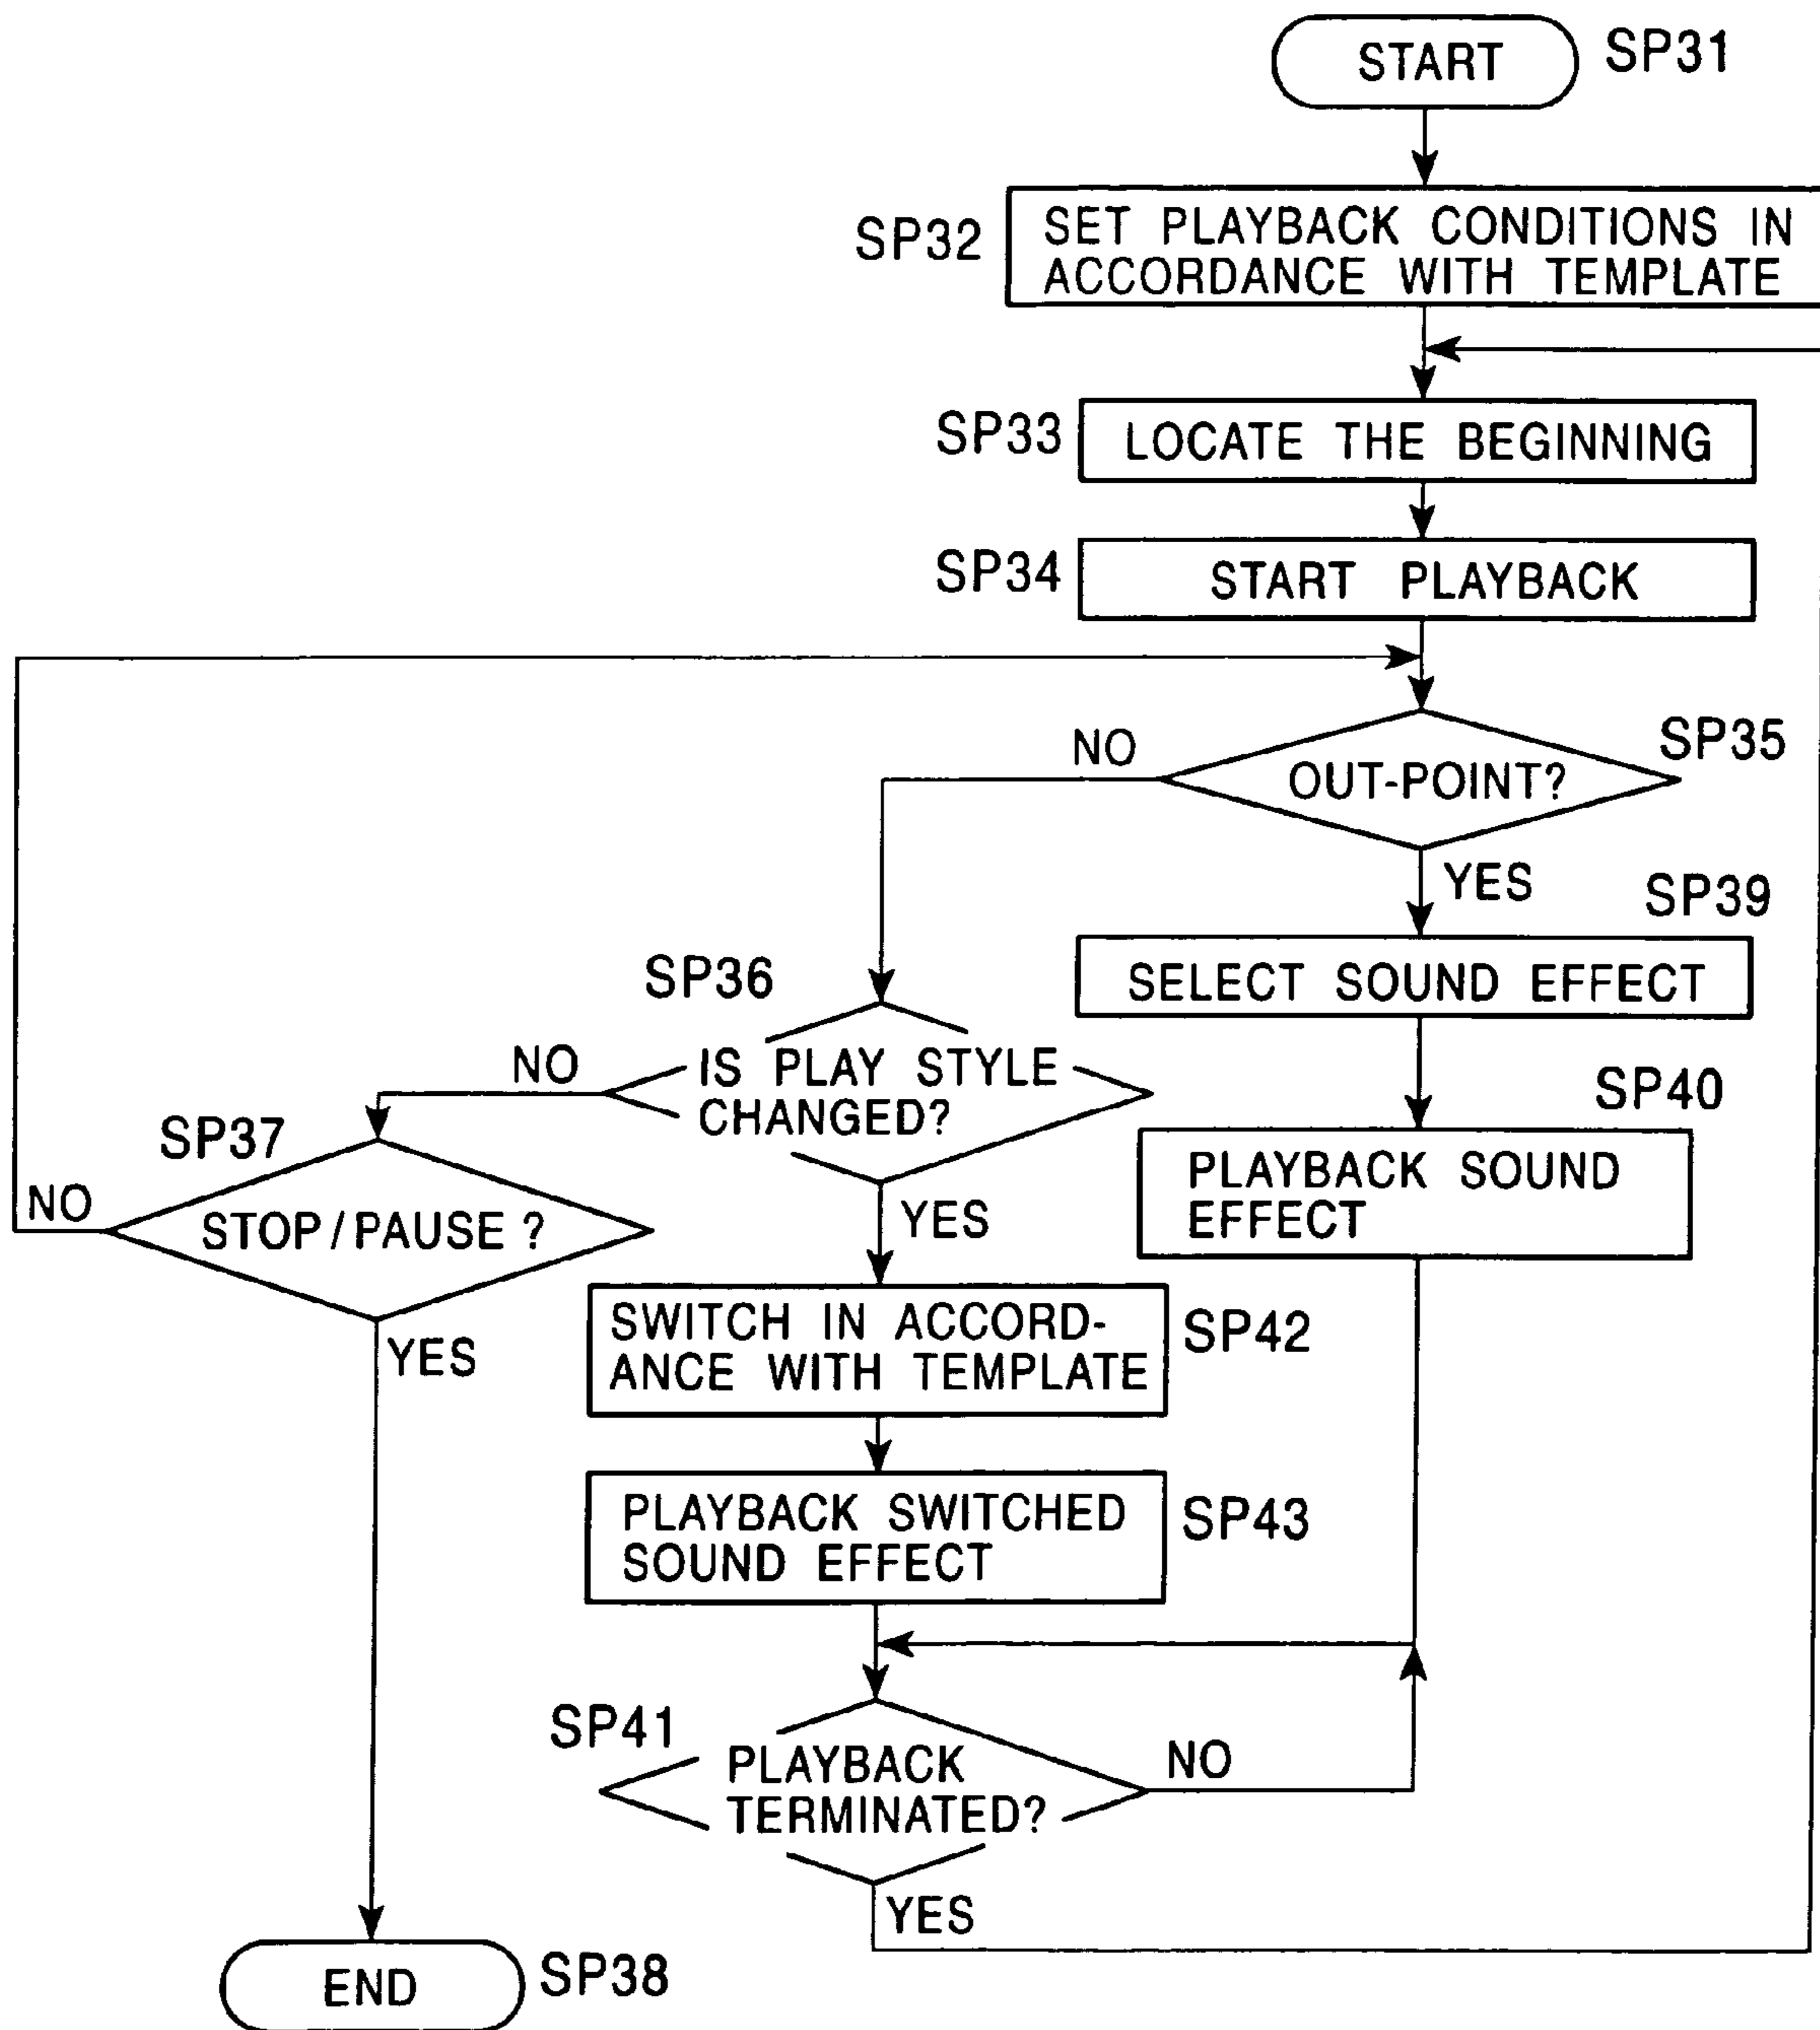 START
SP31
SP32
SET PLAYBACK CONDITIONS IN
ACCORDANCE WITH TEMPLATE
SP33
LOCATE THE BEGINNING
SP34
START PLAYBACK
SP35
NO
OUT-POINT?
YES
SP39
SELECT SOUND EFFECT
SP36
NO
IS PLAY STYLE
CHANGED?
SP40
PLAYBACK SOUND
EFFECT
SP37
NO
STOP/PAUSE ?
YES
YES
SWITCH IN ACCORD-
ANCE WITH TEMPLATE
SP42
PLAYBACK SWITCHED
SOUND EFFECT
SP43
SP41
PLAYBACK
TERMINATED?
NO
YES
END
SP38